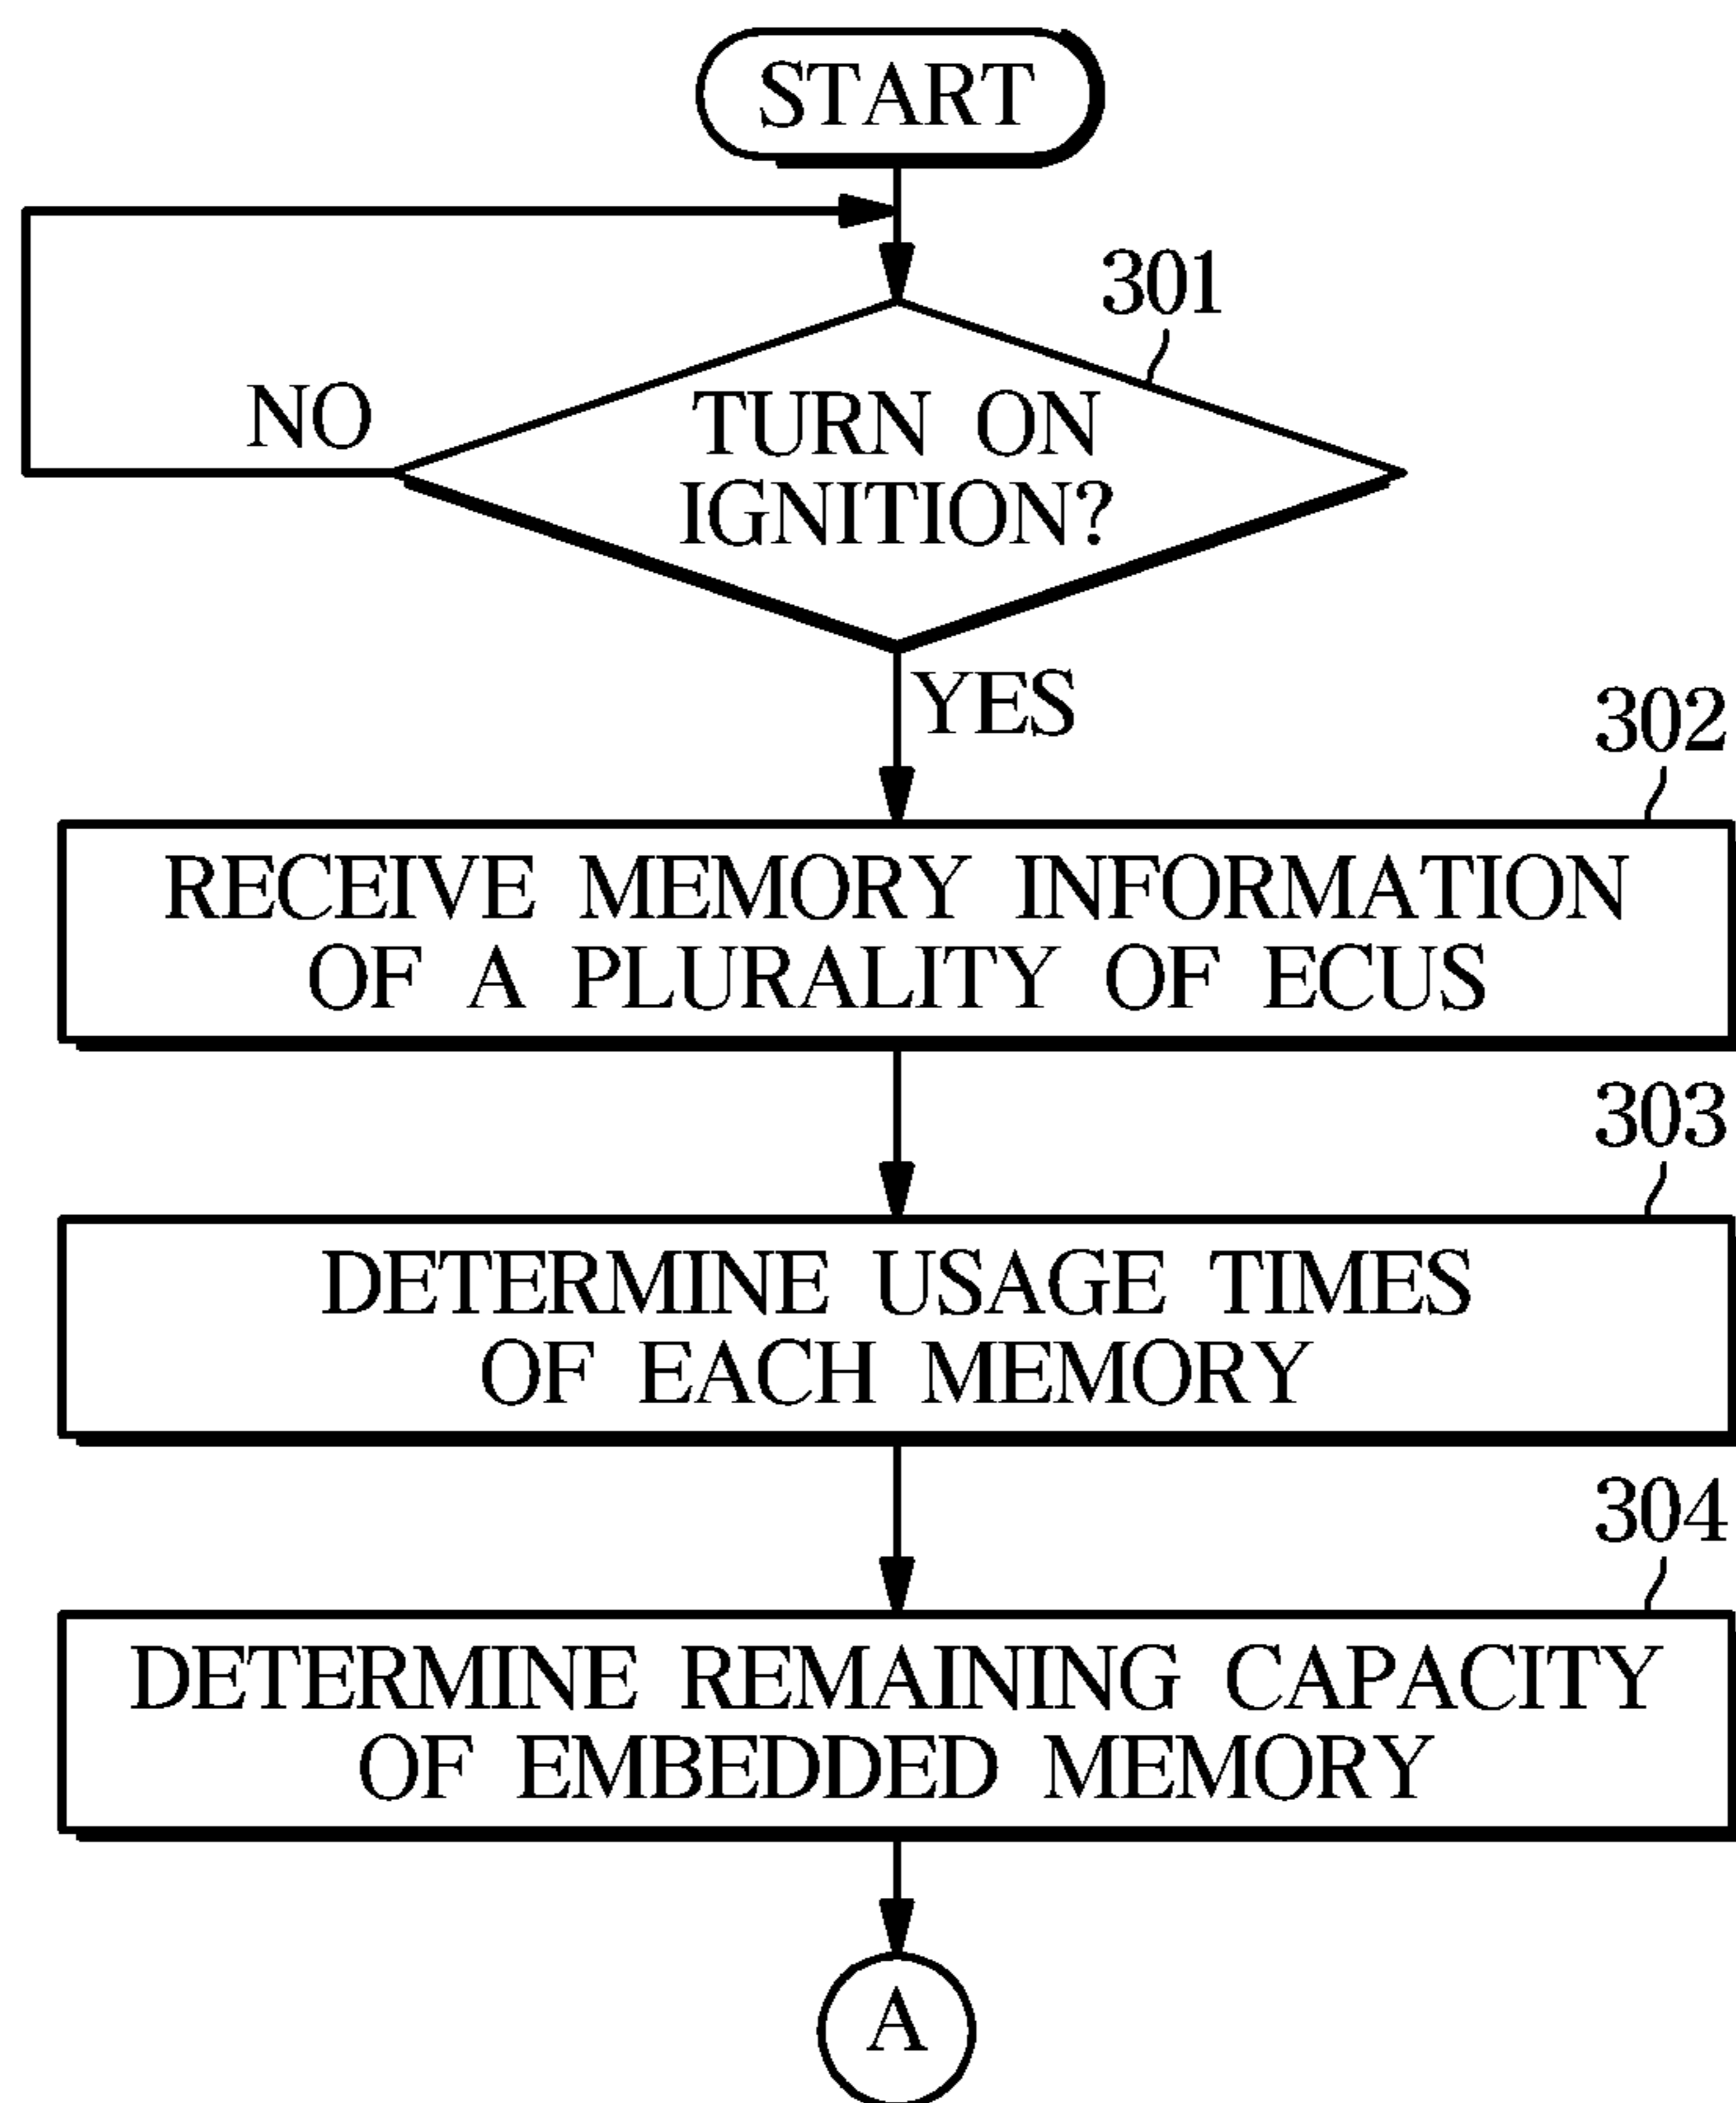 START
301
TURN ON
IGNITION?
NO
YES
302
RECEIVE MEMORY INFORMATION
OF A PLURALITY OF ECUS
303
DETERMINE USAGE TIMES
OF EACH MEMORY
304
DETERMINE REMAINING CAPACITY
OF EMBEDDED MEMORY
A